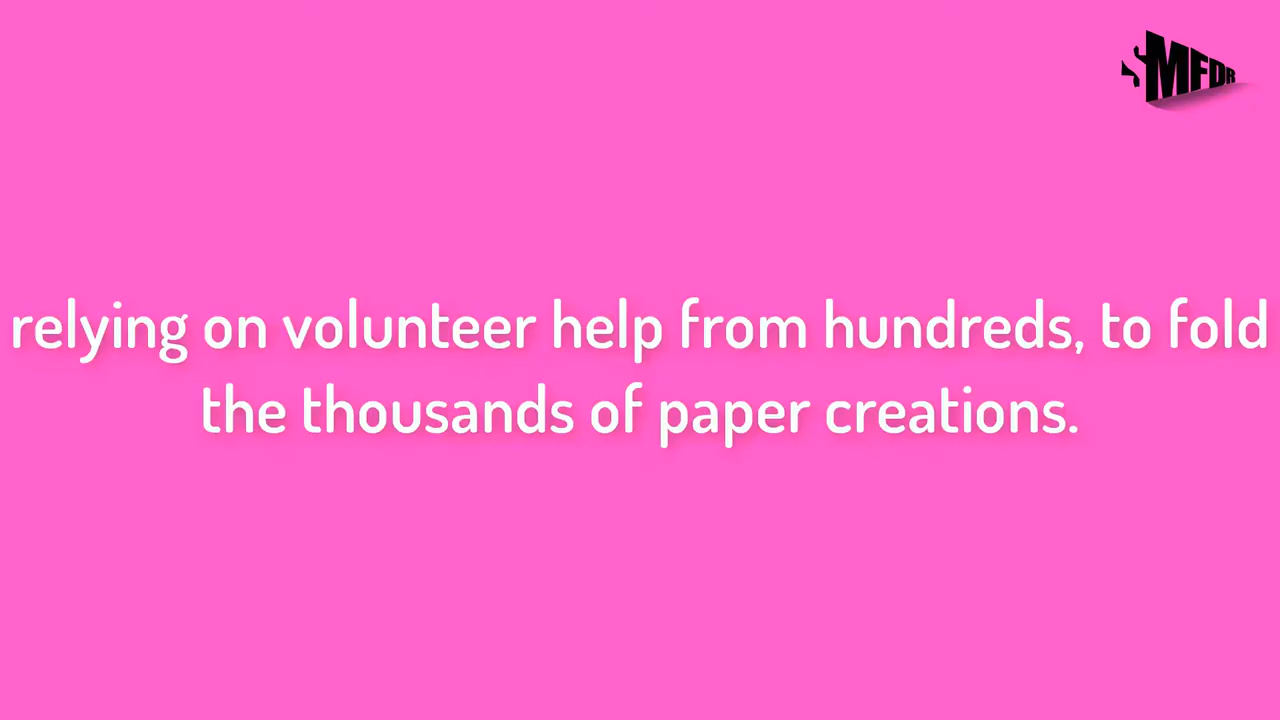 MFDR
relying on volunteer help from hundreds, to fold
the thousands of paper creations.